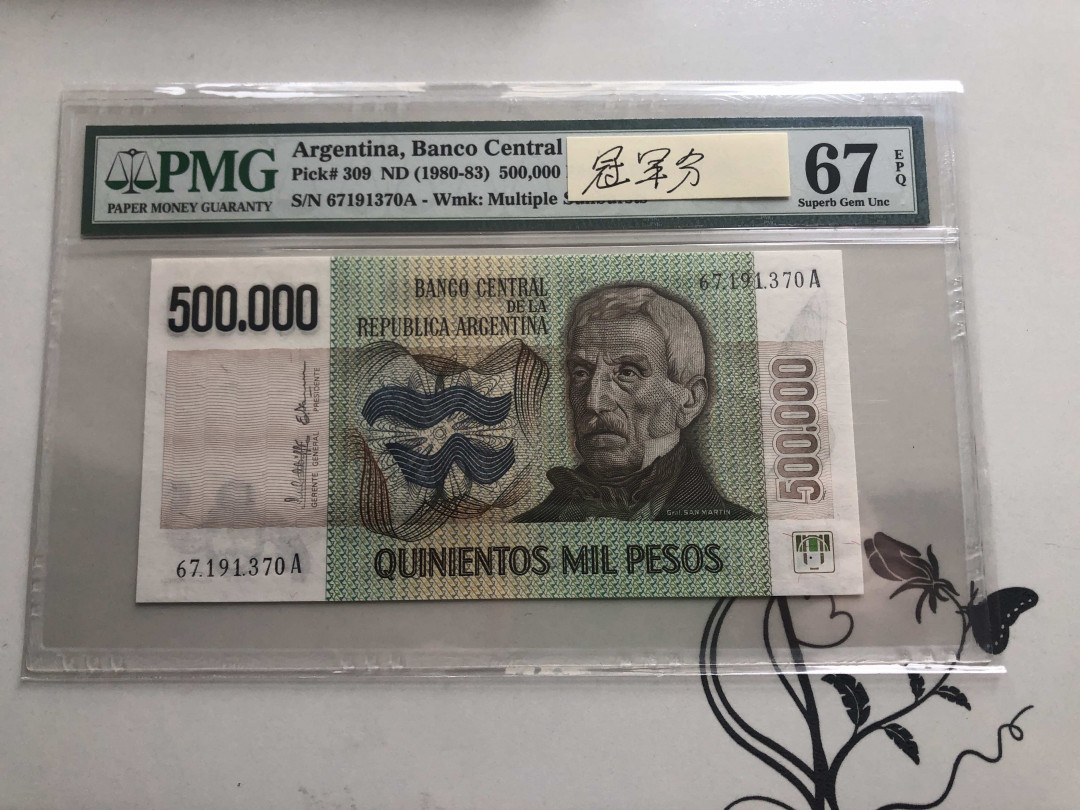 PMG
PAPER MONEY GUARANTY
Argentina, Banco Central
Pick# 309 ND (1980-83) 500,000
S/N 67191370A - Wmk: Multiple Sunbursts
冠军分
67
EPQ
Superb Gem Unc
500.000
BANCO CENTRAL
DE LA
REPUBLICA ARGENTINA
67.191.370 A
GERENTE GENERAL
PRESIDENTE
500.000
Gral. SAN MARTIN
67.191.370 A
QUINIENTOS MIL PESOS